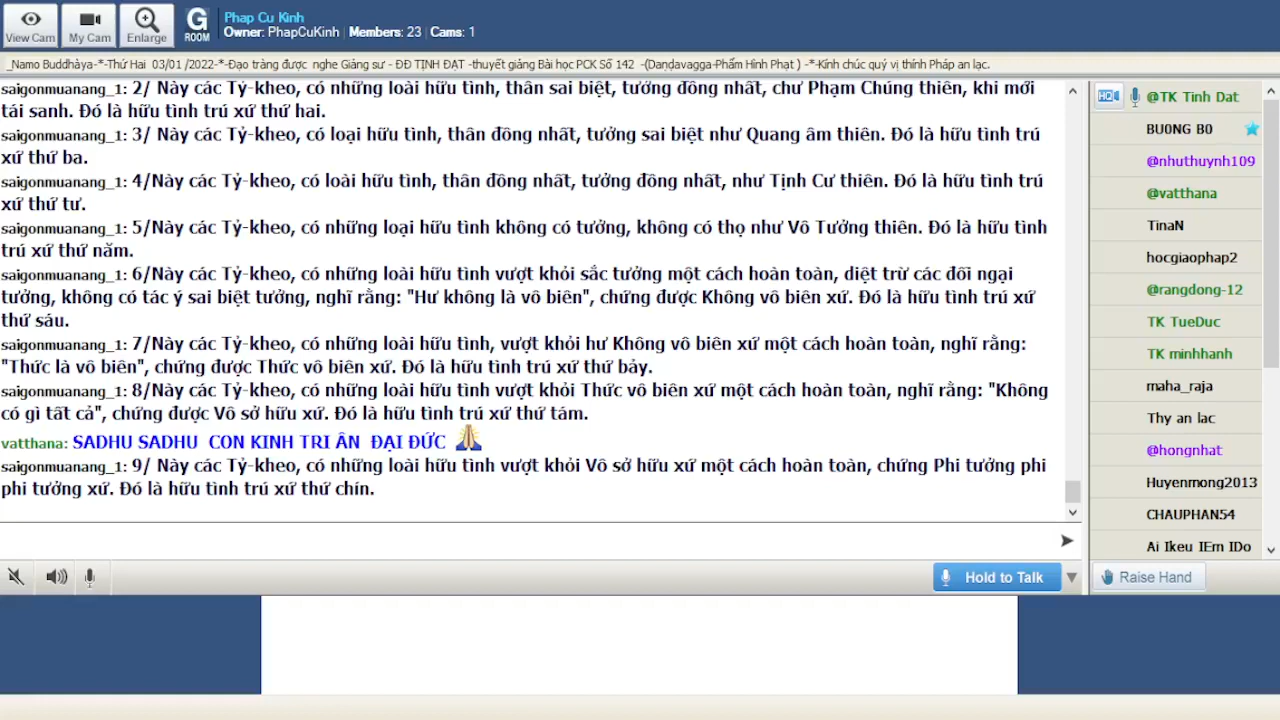 Phap Cu Kinh
Owner: PhapCuKinh | Members: 23 | Cams: 1
View Cam
My Cam
Enlarge
G
ROOM
_Namo Buddhàya-*-Thứ Hai 03/01 /2022-*-Đạo tràng được nghe Giảng sư - ĐĐ TỊNH ĐẠT -thuyết giảng Bài học PCK Số 142 -(Daṇḍavagga-Phẩm Hình Phạt ) -*-Kính chúc quý vị thính Pháp an lạc.
saigonmuanang_1: 2/ Này các Tỷ-kheo, có những loài hữu tình, thân sai biệt, tưởng đồng nhất, chư Phạm Chúng thiên, khi mới
tái sanh. Đó là hữu tình trú xứ thứ hai.
saigonmuanang_1: 3/ Này các Tỷ-kheo, có loại hữu tình, thân đồng nhất, tưởng sai biệt như Quang âm thiên. Đó là hữu tình trú
xứ thứ ba.
saigonmuanang_1: 4/Này các Tỷ-kheo, có loài hữu tình, thân đồng nhất, tưởng đồng nhất, như Tịnh Cư thiên. Đó là hữu tình trú
xứ thứ tư.
saigonmuanang_1: 5/Này các Tỷ-kheo, có những loại hữu tình không có tưởng, không có thọ như Vô Tưởng thiên. Đó là hữu tình
trú xứ thứ năm.
saigonmuanang_1: 6/Này các Tỷ-kheo, có những loài hữu tình vượt khỏi sắc tưởng một cách hoàn toàn, diệt trừ các đối ngại
tưởng, không có tác ý sai biệt tưởng, nghĩ rằng: "Hư không là vô biên", chứng được Không vô biên xứ. Đó là hữu tình trú xứ
thứ sáu.
saigonmuanang_1: 7/Này các Tỷ-kheo, có những loài hữu tình, vượt khỏi hư Không vô biên xứ một cách hoàn toàn, nghĩ rằng:
"Thức là vô biên", chứng được Thức vô biên xứ. Đó là hữu tình trú xứ thứ bảy.
saigonmuanang_1: 8/Này các Tỷ-kheo, có những loài hữu tình vượt khỏi Thức vô biên xứ một cách hoàn toàn, nghĩ rằng: "Không
có gì tất cả", chứng được Vô sở hữu xứ. Đó là hữu tình trú xứ thứ tám.
vatthana: SADHU SADHU CON KINH TRI ÂN ĐẠI ĐỨC
saigonmuanang_1: 9/ Này các Tỷ-kheo, có những loài hữu tình vượt khỏi Vô sở hữu xứ một cách hoàn toàn, chứng Phi tưởng phi
phi tưởng xứ. Đó là hữu tình trú xứ thứ chín.
HD
@TK Tinh Dat
BU0NG B0
@nhuthuynh109
@vatthana
TinaN
hocgiaophap2
@rangdong-12
TK TueDuc
TK minhhanh
maha_raja
Thy an lac
@hongnhat
Huyenmong2013
CHAUPHAN54
Ai Ikeu IEm IDo
Hold to Talk
Raise Hand